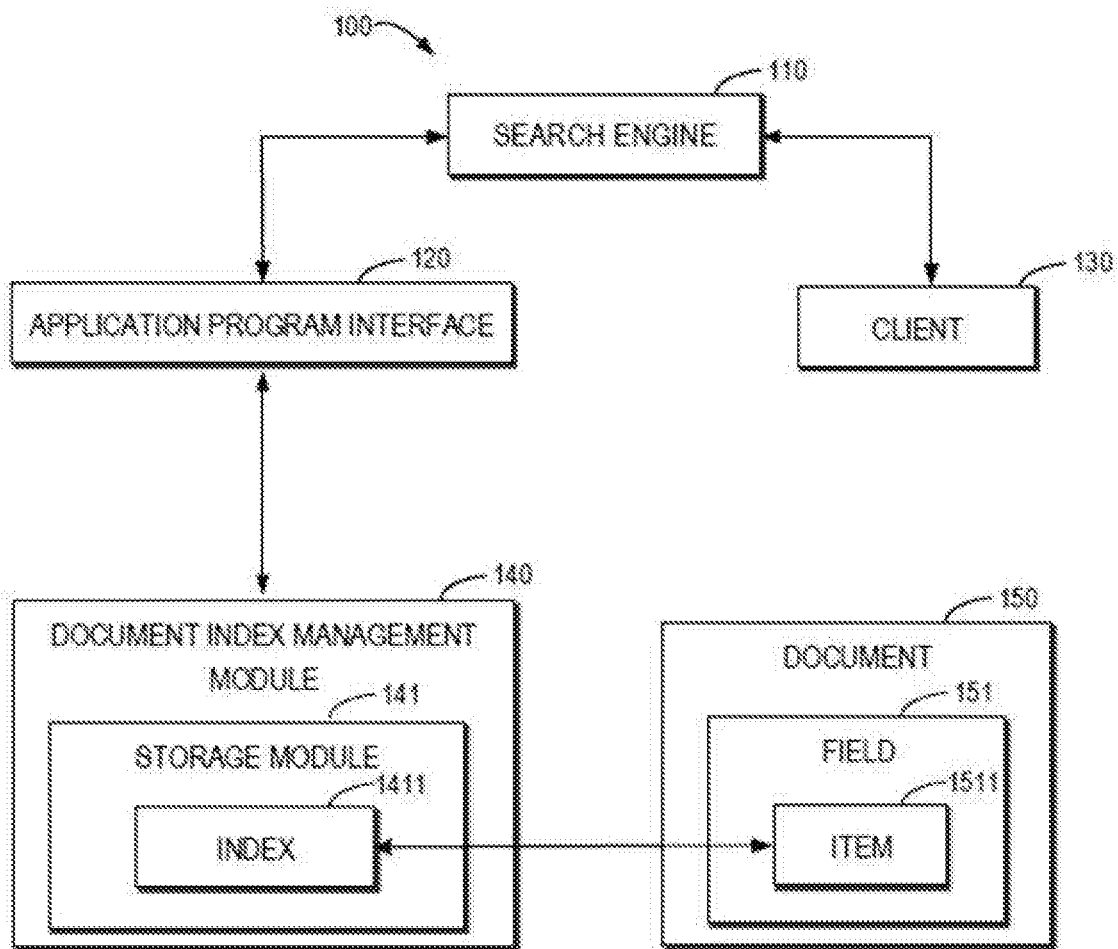 100
110
SEARCH ENGINE
120
130
APPLICATION PROGRAM INTERFACE
CLIENT
140
150
DOCUMENT INDEX MANAGEMENT
MODULE
DOCUMENT
141
151
STORAGE MODULE
FIELD
1411
1511
INDEX
ITEM